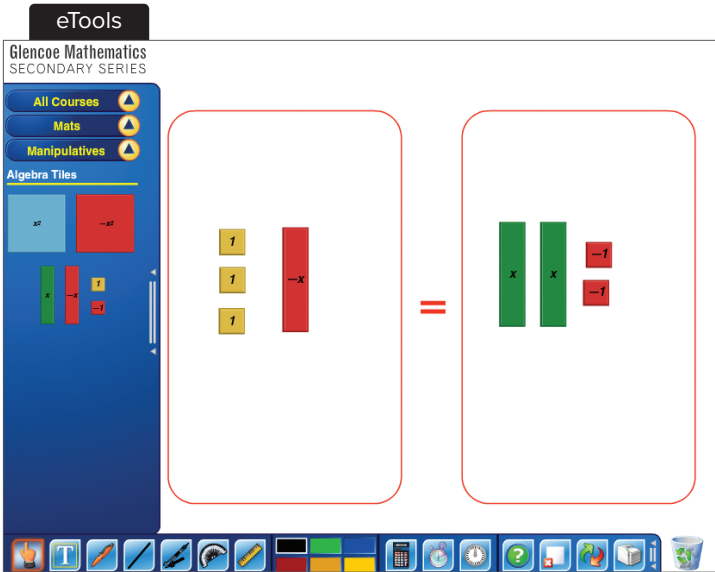 eTools
Glencoe Mathematics
SECONDARY SERIES
All Courses
Mats
Manipulatives
Algebra Tiles
x² −x²
x −x 1
−1
1
1
1
−x
=
x x −1
−1
T
?